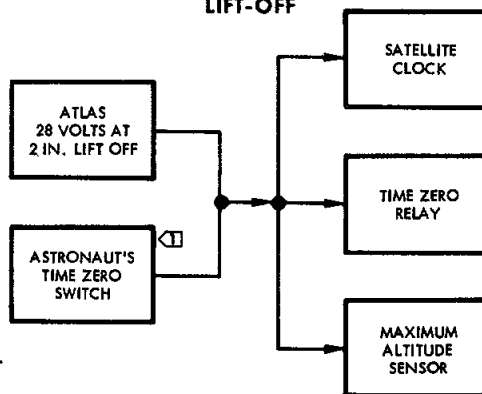 LIFT-OFF
ATLAS
28 VOLTS AT
2 IN. LIFT OFF
1
ASTRONAUT'S
TIME ZERO
SWITCH
SATELLITE
CLOCK
TIME ZERO
RELAY
MAXIMUM
ALTITUDE
SENSOR